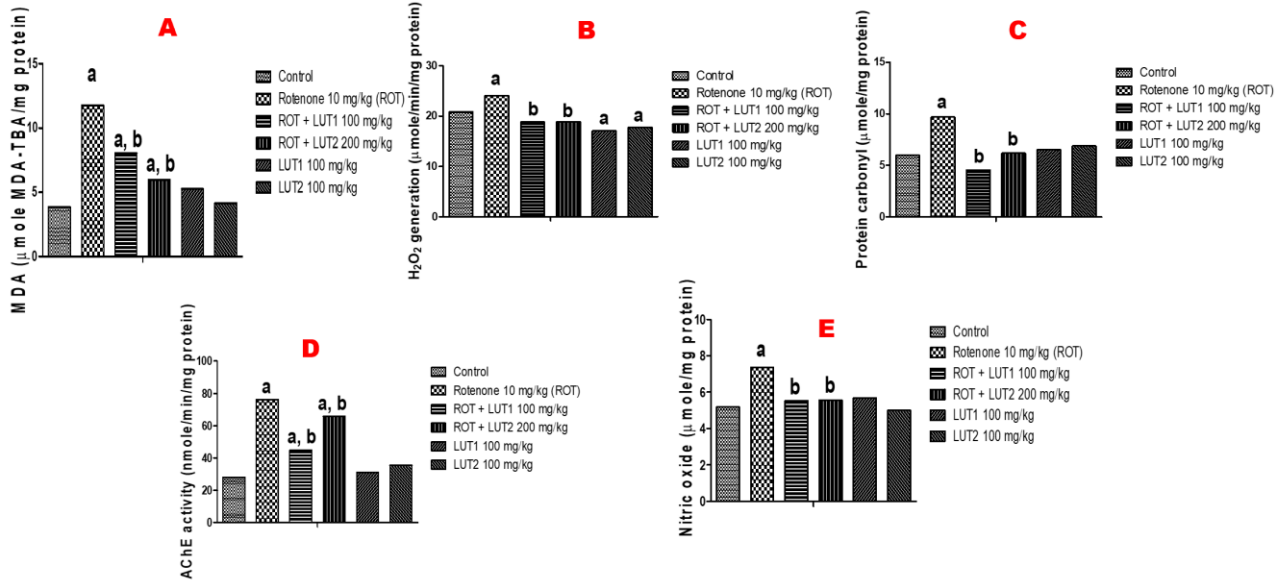 A
MDA (μ mole MDA-TBA/mg protein)
15
10
5
0
a
a, b
a, b
Control
Rotenone 10 mg/kg (ROT)
ROT + LUT1 100 mg/kg
ROT + LUT2 200 mg/kg
LUT1 100 mg/kg
LUT2 100 mg/kg
B
H₂O₂ generation (μmole/min/mg protein)
30
20
10
0
a
b
b
a
a
Control
Rotenone 10 mg/kg (ROT)
ROT + LUT1 100 mg/kg
ROT + LUT2 200 mg/kg
LUT1 100 mg/kg
LUT2 100 mg/kg
C
Protein carbonyl (μmole/mg protein)
15
10
5
0
a
b
b
Control
Rotenone 10 mg/kg (ROT)
ROT + LUT1 100 mg/kg
ROT + LUT2 200 mg/kg
LUT1 100 mg/kg
LUT2 100 mg/kg
D
AChE activity (nmole/min/mg protein)
100
80
60
40
20
0
a
a, b
a, b
Control
Rotenone 10 mg/kg (ROT)
ROT + LUT1 100 mg/kg
ROT + LUT2 200 mg/kg
LUT1 100 mg/kg
LUT2 100 mg/kg
E
Nitric oxide (μ mole/mg protein)
10
8
6
4
2
0
a
b
b
Control
Rotenone 10 mg/kg (ROT)
ROT + LUT1 100 mg/kg
ROT + LUT2 200 mg/kg
LUT1 100 mg/kg
LUT2 100 mg/kg